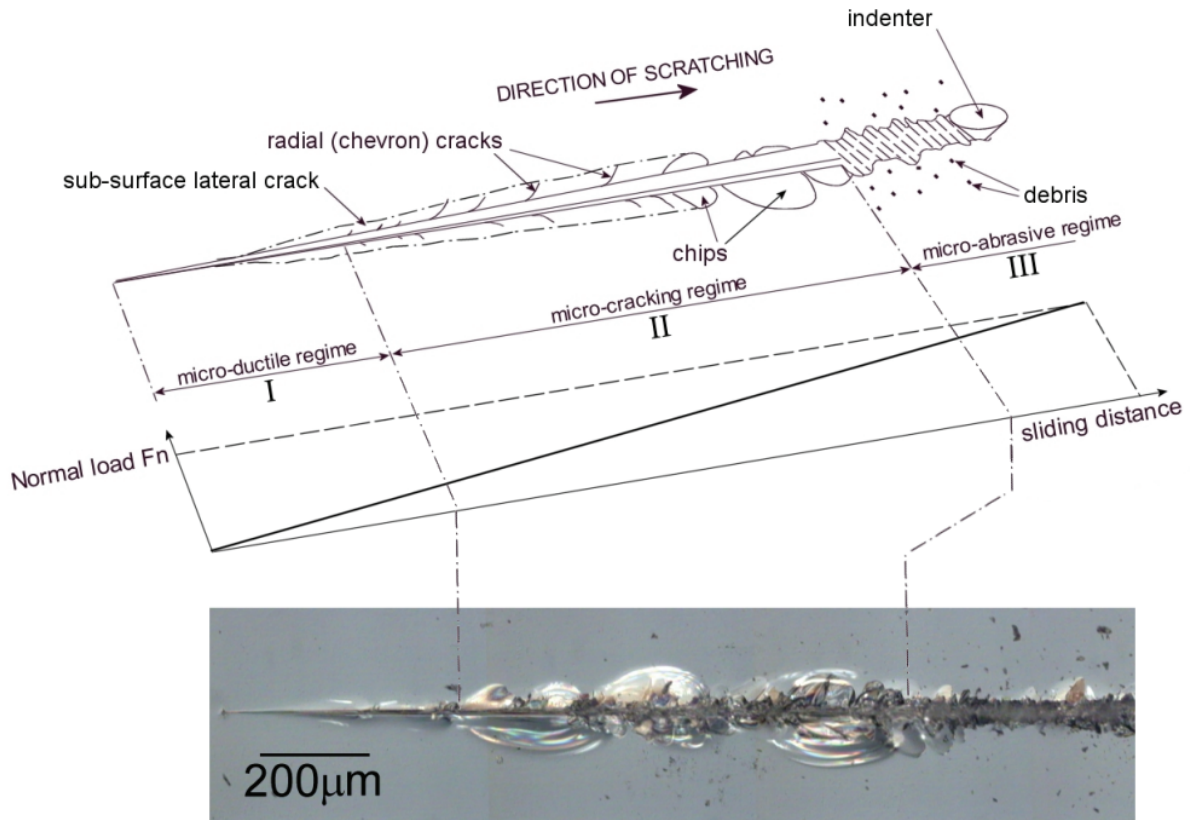 indenter
DIRECTION OF SCRATCHING
radial (chevron) cracks
sub-surface lateral crack
debris
chips
micro-abrasive regime
III
micro-cracking regime
II
micro-ductile regime
I
Normal load Fn
sliding distance
200μm